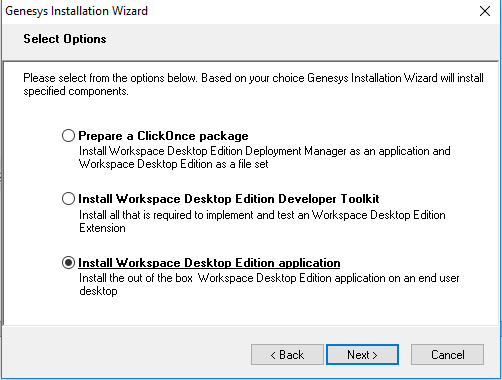 Genesys Installation Wizard
Select Options
Please select from the options below. Based on your choice Genesys Installation Wizard will install
specified components.
Prepare a ClickOnce package
Install Workspace Desktop Edition Deployment Manager as an application and
Workspace Desktop Edition as a file set
Install Workspace Desktop Edition Developer Toolkit
Install all that is required to implement and test an Workspace Desktop Edition
Extension
Install Workspace Desktop Edition application
Install the out of the box  Workspace Desktop Edition application on an end user
desktop
< Back Next > Cancel